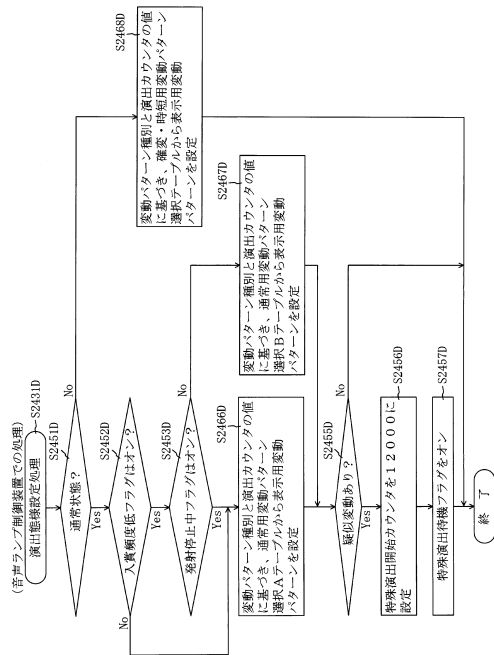 (音声ランプ制御装置での処理)
演出態様設定処理
S2431D
S2451D
通常状態?
No
Yes
S2452D
入賞頻度低フラグはオン?
No
Yes
S2453D
発射停止中フラグはオン?
No
Yes
S2466D
変動パターン種別と演出カウンタの値
に基づき、通常用変動パターン
選択Aテーブルから表示用変動
パターンを設定
S2467D
変動パターン種別と演出カウンタの値
に基づき、通常用変動パターン
選択Bテーブルから表示用変動
パターンを設定
S2468D
変動パターン種別と演出カウンタの値
に基づき、確変・時短用変動パターン
選択テーブルから表示用変動
パターンを設定
S2455D
疑似変動あり?
No
Yes
S2456D
特殊演出開始カウンタを12000に
設定
S2457D
特殊演出待機フラグをオン
終了